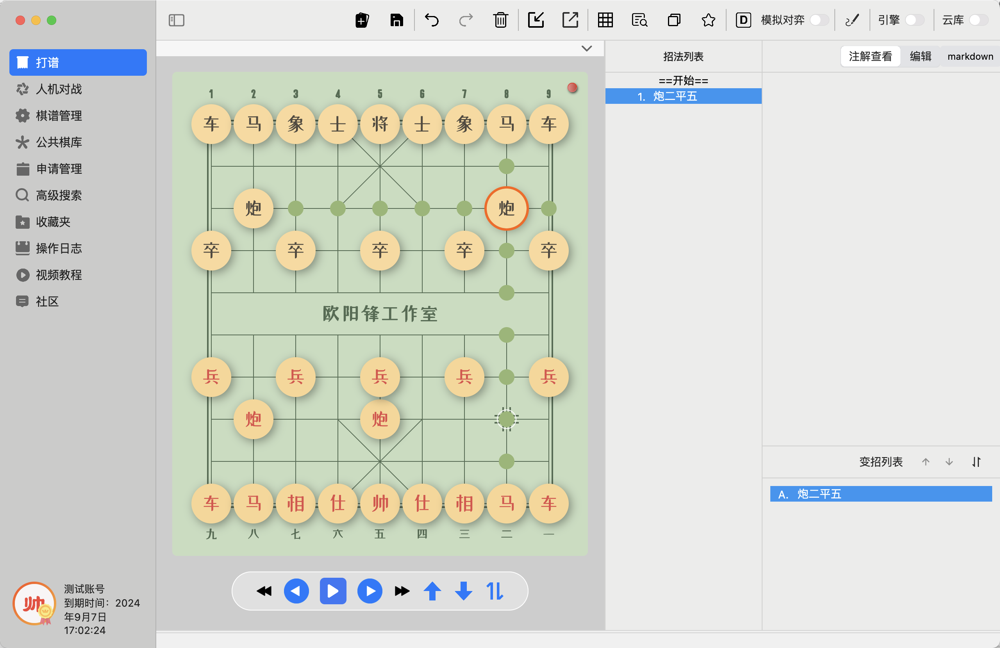 D 模拟对弈 引擎 云库
打谱
人机对战
棋谱管理
公共棋库
申请管理
高级搜索
收藏夹
操作日志
视频教程
社区
帅
测试账号
到期时间：2024
年9月7日
17:02:24
1 2 3 4 5 6 7 8 9
车 马 象 士 将 士 象 马 车
炮 炮
卒 卒 卒 卒 卒
欧阳锋工作室
兵 兵 兵 兵 兵
炮 炮
车 马 相 仕 帅 仕 相 马 车
九 八 七 六 五 四 三 二 一
招法列表
==开始==
1. 炮二平五
注解查看 编辑 markdown
变招列表
A. 炮二平五